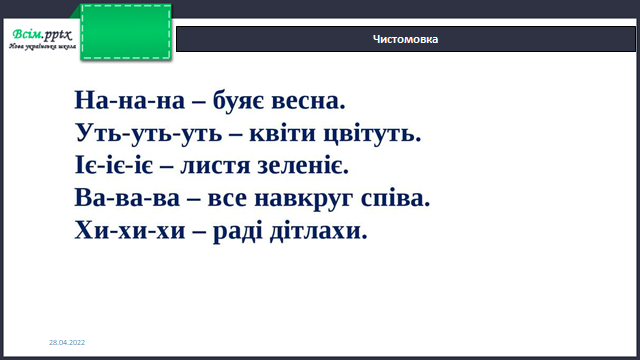 Всім.pptx
Нова українська школа
Чистомовка
На-на-на – буяє весна.
Уть-уть-уть – квіти цвітуть.
Іє-іє-іє – листя зеленіє.
Ва-ва-ва – все навкруг співа.
Хи-хи-хи – раді дітлахи.
28.04.2022